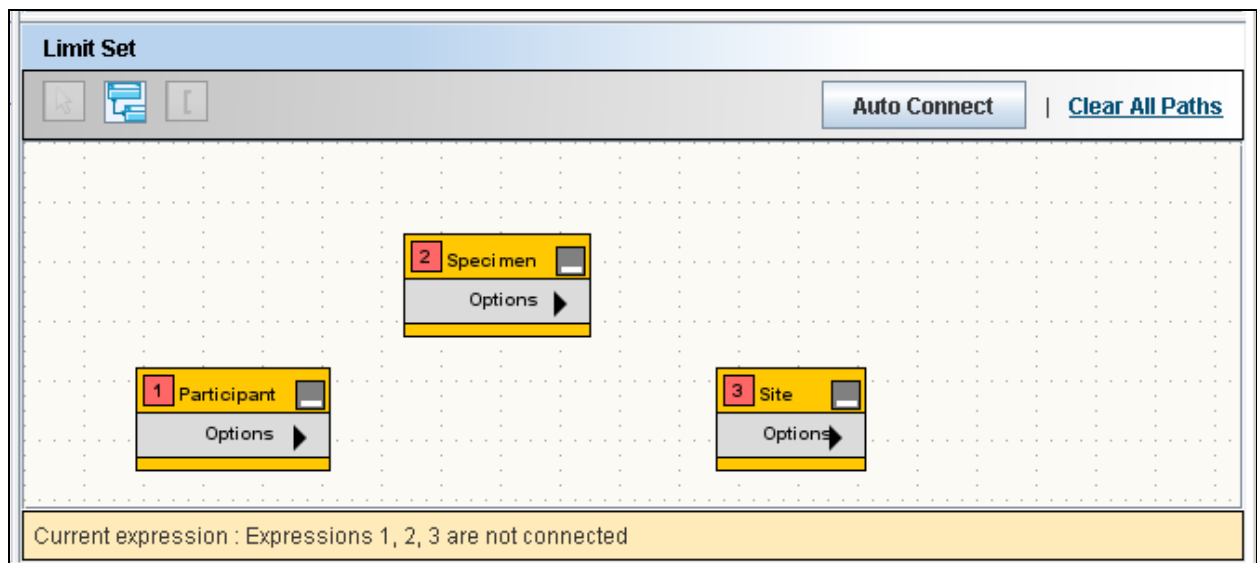 Limit Set
[ Auto Connect | Clear All Paths
2 Specimen
Options
1 Participant
Options
3 Site
Options
Current expression : Expressions 1, 2, 3 are not connected